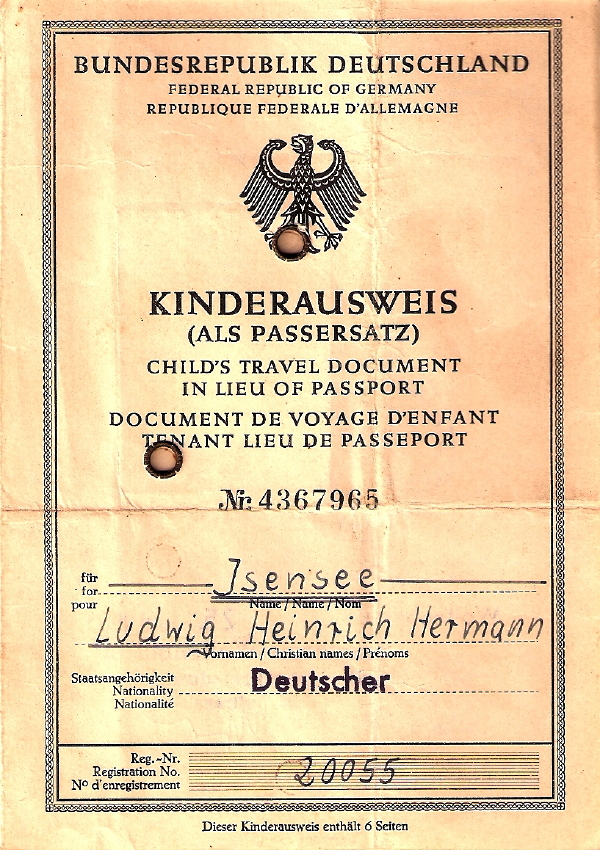 BUNDESREPUBLIK DEUTSCHLAND
FEDERAL REPUBLIC OF GERMANY
REPUBLIQUE FEDERALE D'ALLEMAGNE
KINDERAUSWEIS
(ALS PASSERSATZ)
CHILD'S TRAVEL DOCUMENT
IN LIEU OF PASSPORT
DOCUMENT DE VOYAGE D'ENFANT
TENANT LIEU DE PASSEPORT
Nr. 4367965
für
for
pour
Isensee
Name / Name / Nom
Ludwig Heinrich Hermann
Vornamen / Christian names / Prénoms
Staatsangehörigkeit
Nationality
Nationalité
Deutscher
Reg.-Nr.
Registration No.
Nº d'enregistrement
20055
Dieser Kinderausweis enthält 6 Seiten